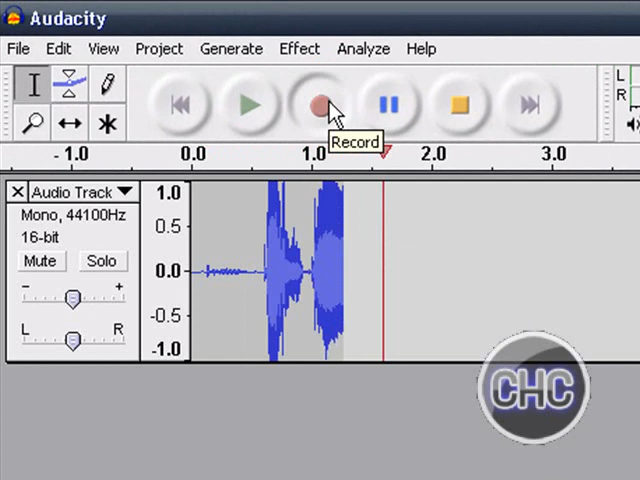 Audacity
File Edit View Project Generate Effect Analyze Help
L
R
Record
- 1.0 0.0 1.0 2.0 3.0
Audio Track
Mono, 44100Hz
16-bit
Mute Solo
- +
L R
1.0
0.5
0.0
-0.5
-1.0
CHC